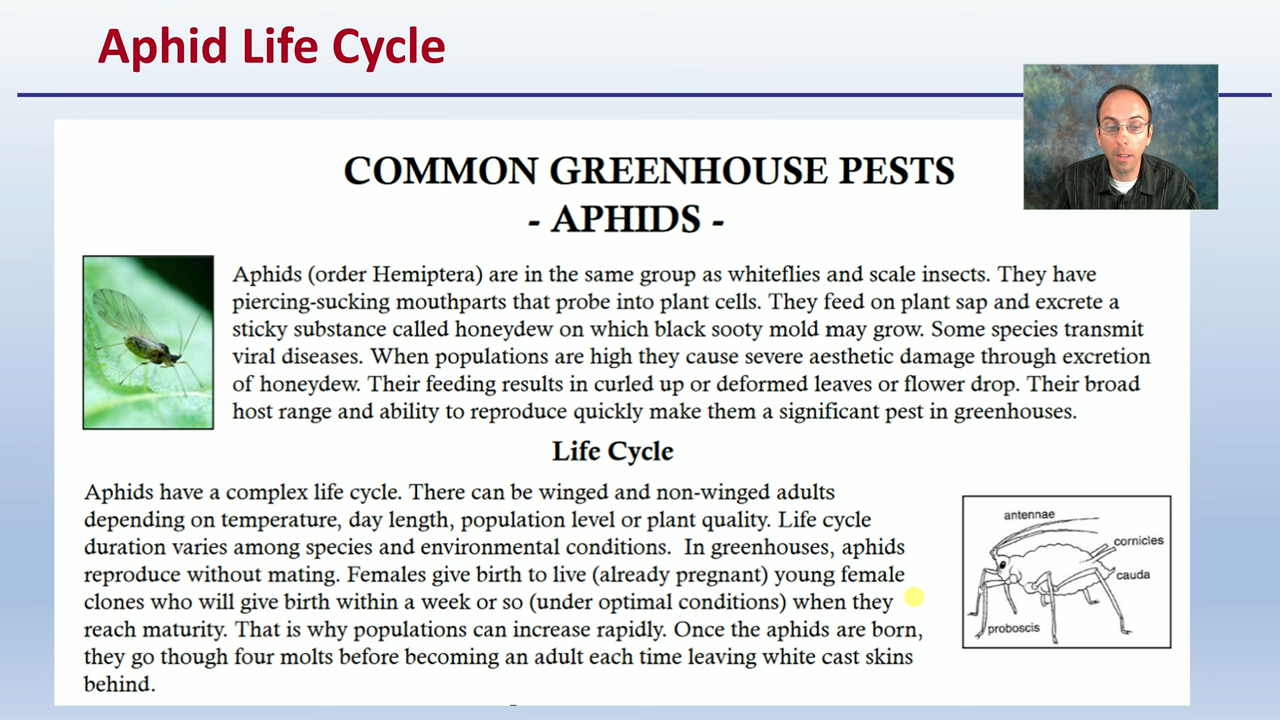 Aphid Life Cycle
COMMON GREENHOUSE PESTS
- APHIDS -
Aphids (order Hemiptera) are in the same group as whiteflies and scale insects. They have
piercing-sucking mouthparts that probe into plant cells. They feed on plant sap and excrete a
sticky substance called honeydew on which black sooty mold may grow. Some species transmit
viral diseases. When populations are high they cause severe aesthetic damage through excretion
of honeydew. Their feeding results in curled up or deformed leaves or flower drop. Their broad
host range and ability to reproduce quickly make them a significant pest in greenhouses.
Life Cycle
Aphids have a complex life cycle. There can be winged and non-winged adults
depending on temperature, day length, population level or plant quality. Life cycle
duration varies among species and environmental conditions. In greenhouses, aphids
reproduce without mating. Females give birth to live (already pregnant) young female
clones who will give birth within a week or so (under optimal conditions) when they
reach maturity. That is why populations can increase rapidly. Once the aphids are born,
they go though four molts before becoming an adult each time leaving white cast skins
behind.
antennae
cornicles
cauda
proboscis